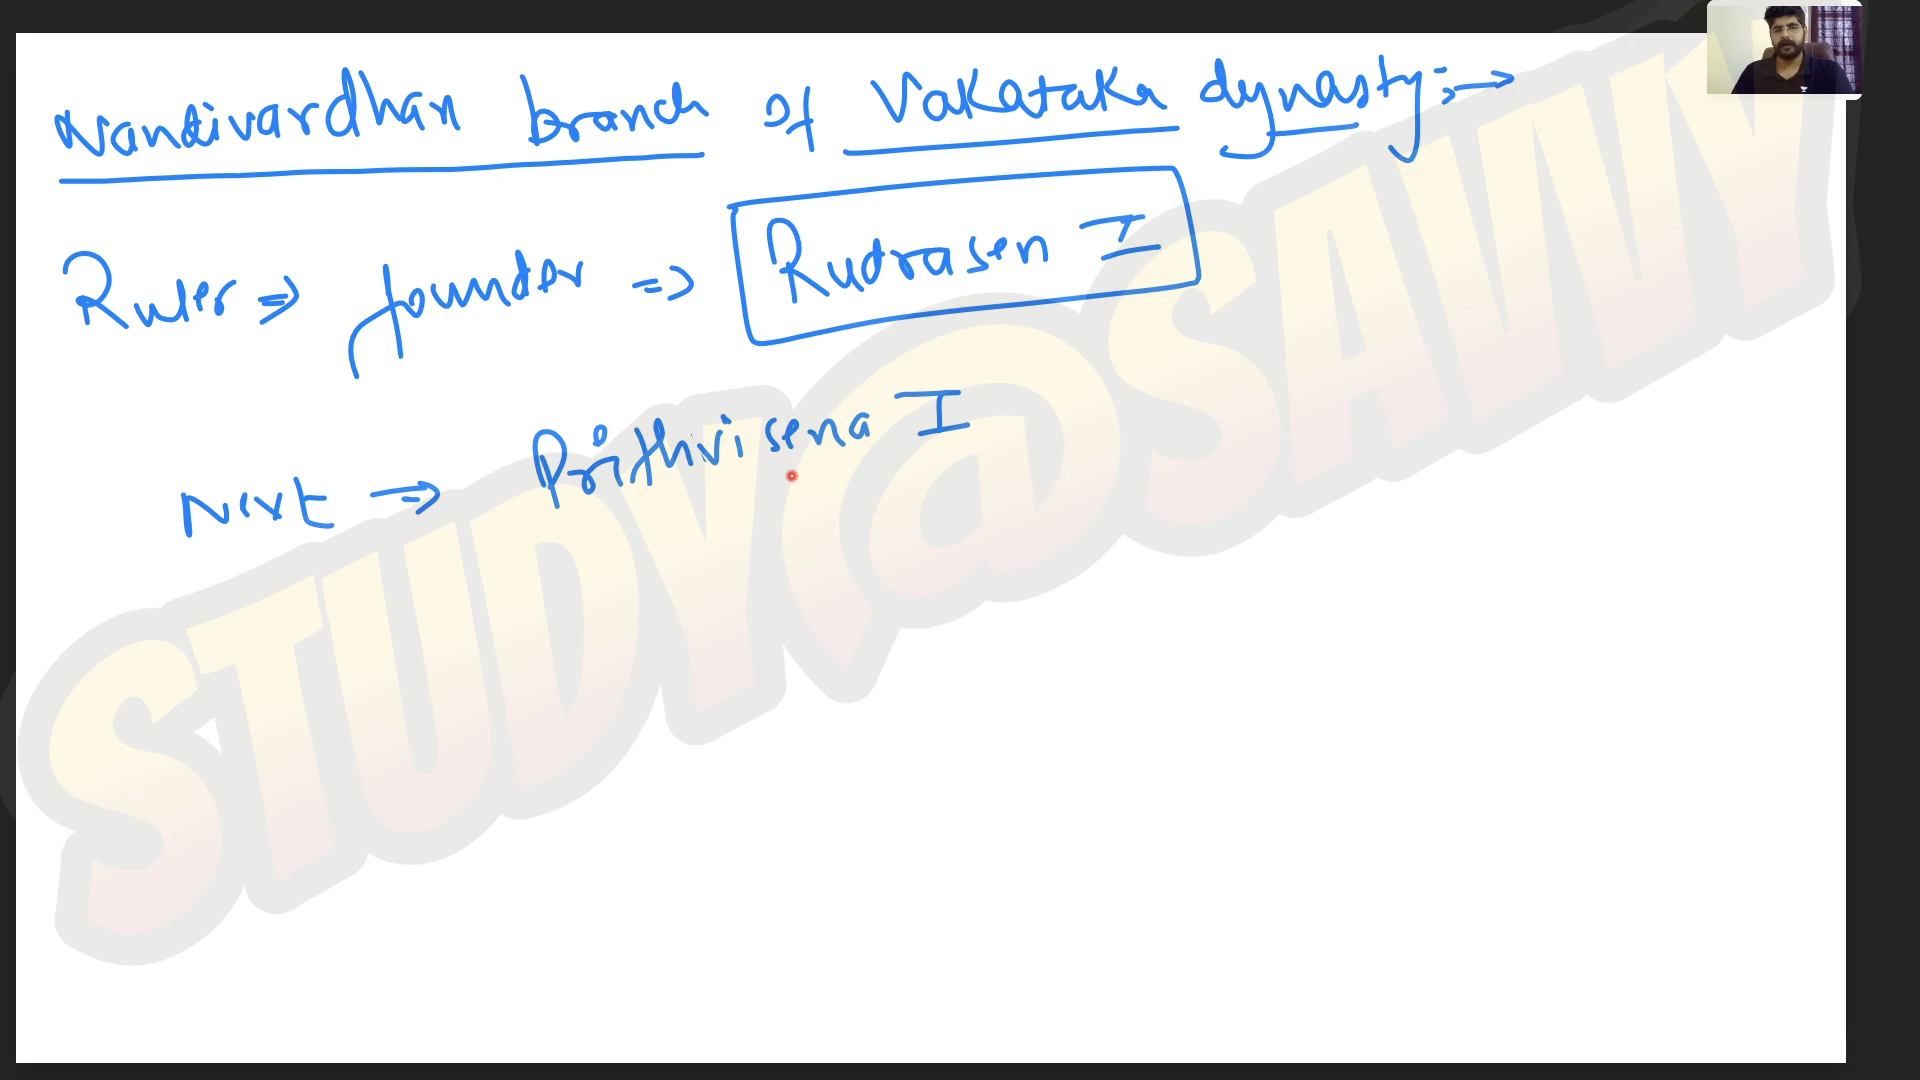 Nandivardhan branch of Vakataka dynasty :→
Ruler ⇒ founder ⇒ Rudrasen I
Next ⇒ Prithvisena I
STUDY@SAVVY